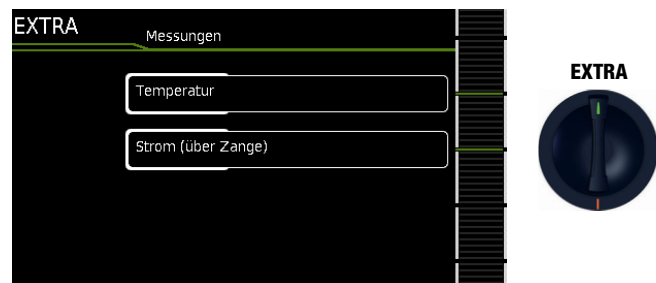 EXTRA
Messungen
Temperatur
Strom (über Zange)
EXTRA